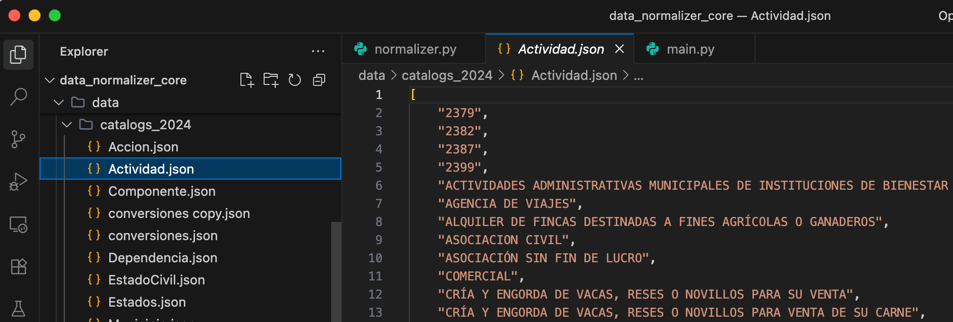 data_normalizer_core — Actividad.json
Op
Explorer
normalizer.py
Actividad.json
main.py
data_normalizer_core
data > catalogs_2024 > {} Actividad.json > ...
data
catalogs_2024
{} Accion.json
{} Actividad.json
{} Componente.json
{} conversiones copy.json
{} conversiones.json
{} Dependencia.json
{} EstadoCivil.json
{} Estados.json
1 [
2 "2379",
3 "2382",
4 "2387",
5 "2399",
6 "ACTIVIDADES ADMINISTRATIVAS MUNICIPALES DE INSTITUCIONES DE BIENESTAR
7 "AGENCIA DE VIAJES",
8 "ALQUILER DE FINCAS DESTINADAS A FINES AGRÍCOLAS O GANADEROS",
9 "ASOCIACION CIVIL",
10 "ASOCIACIÓN SIN FIN DE LUCRO",
11 "COMERCIAL",
12 "CRÍA Y ENGORDA DE VACAS, RESES O NOVILLOS PARA SU VENTA",
13 "CRÍA Y ENGORDA DE VACAS, RESES O NOVILLOS PARA VENTA DE SU CARNE",